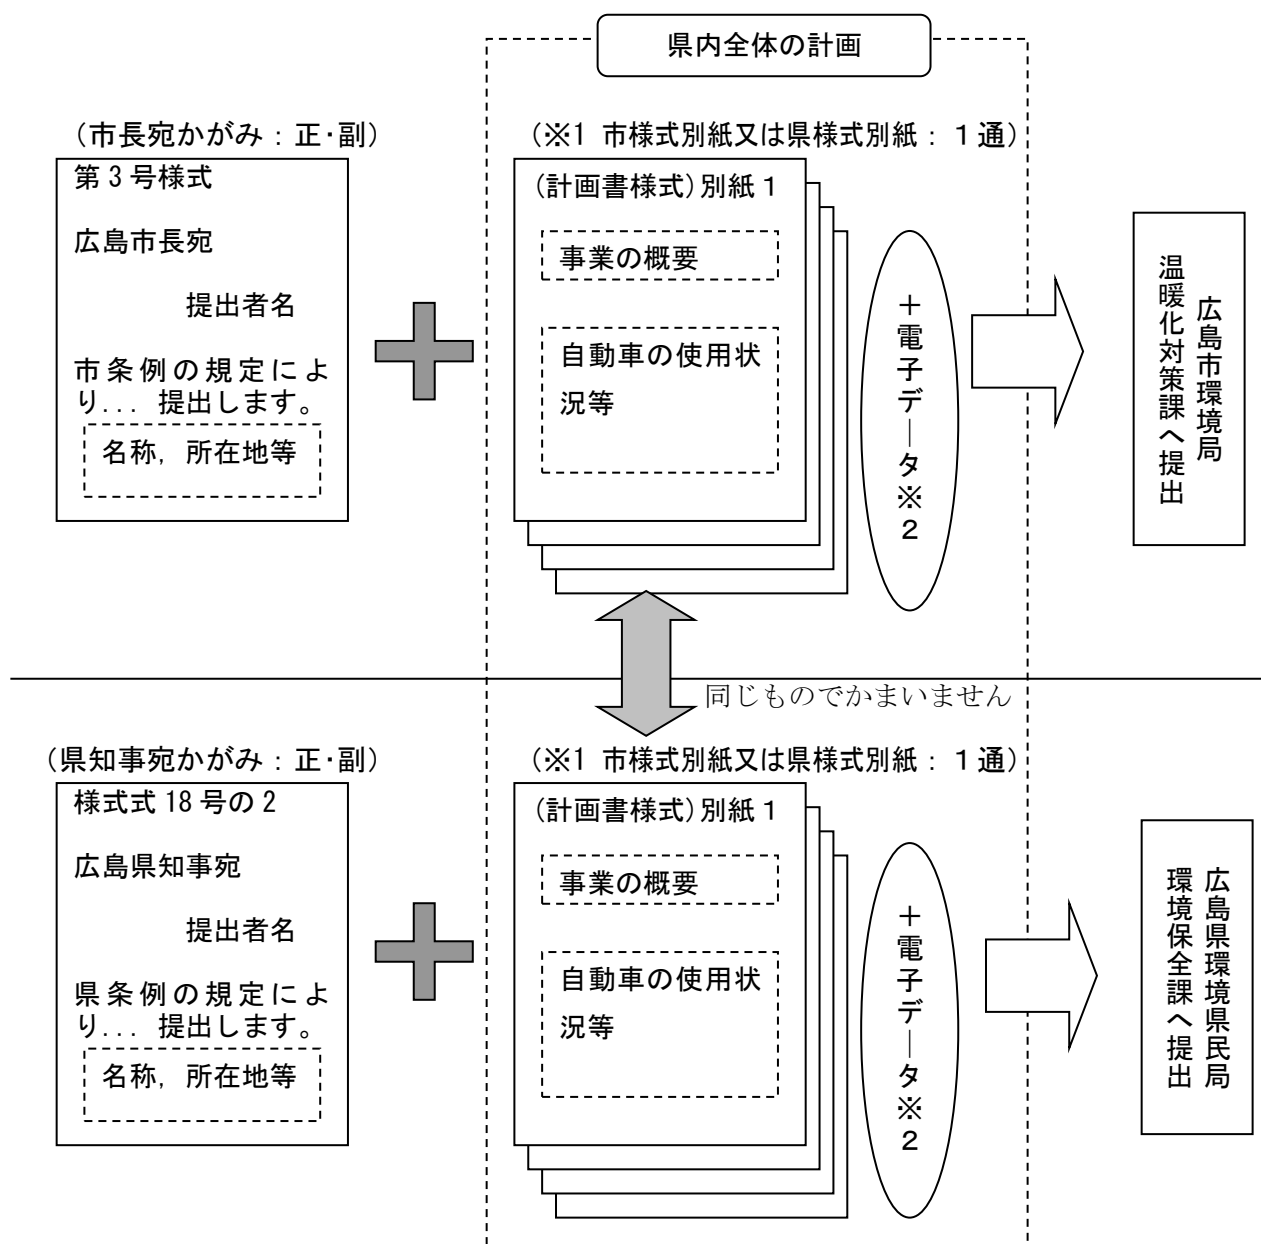 県内全体の計画
(市長宛かがみ：正・副)
第3号様式
広島市長宛
提出者名
市条例の規定によ
り... 提出します。
名称，所在地等
(※1 市様式別紙又は県様式別紙： 1通)
(計画書様式)別紙1
事業の概要
自動車の使用状
況等
＋電子データ※2
広島市環境局
温暖化対策課へ提出
同じものでかまいません
(県知事宛かがみ：正・副)
様式式18号の2
広島県知事宛
提出者名
県条例の規定によ
り... 提出します。
名称，所在地等
(※1 市様式別紙又は県様式別紙： 1通)
(計画書様式)別紙1
事業の概要
自動車の使用状
況等
＋電子データ※2
広島県環境県民局
環境保全課へ提出